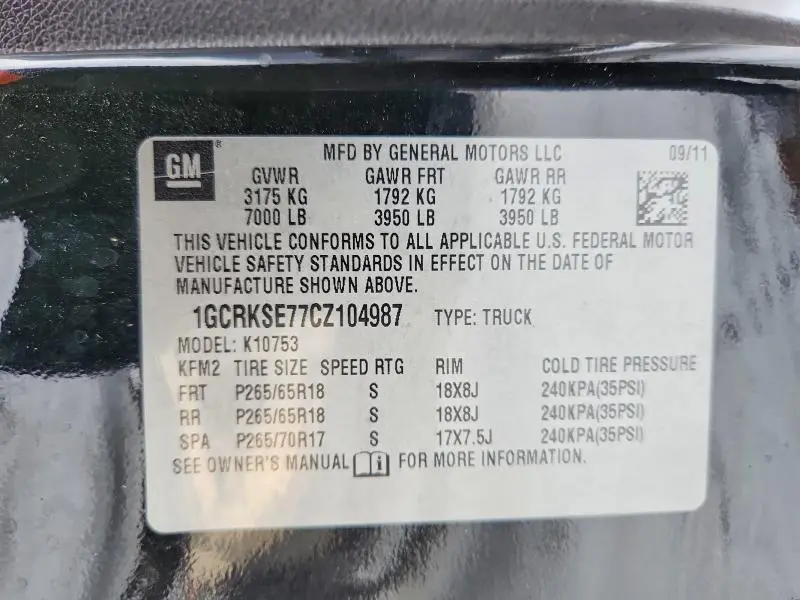 GM®
MFD BY GENERAL MOTORS LLC 09/11
GVWR GAWR FRT GAWR RR
3175 KG 1792 KG 1792 KG
7000 LB 3950 LB 3950 LB
THIS VEHICLE CONFORMS TO ALL APPLICABLE U.S. FEDERAL MOTOR
VEHICLE SAFETY STANDARDS IN EFFECT ON THE DATE OF
MANUFACTURE SHOWN ABOVE.
1GCRKSE77CZ104987 TYPE: TRUCK
MODEL: K10753
KFM2 TIRE SIZE SPEED RTG RIM COLD TIRE PRESSURE
FRT P265/65R18 S 18X8J 240KPA(35PSI)
RR P265/65R18 S 18X8J 240KPA(35PSI)
SPA P265/70R17 S 17X7.5J 240KPA(35PSI)
SEE OWNER'S MANUAL i FOR MORE INFORMATION.